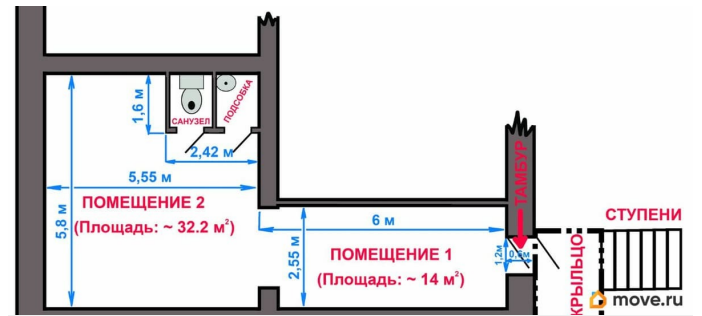 1,6 м
САНУЗЕЛ
ПОДСОБКА
2,42 м
5,55 м
5,8 м
ПОМЕЩЕНИЕ 2
(Площадь: ~ 32.2 м²)
6 м
2,55 м
ПОМЕЩЕНИЕ 1
(Площадь: ~ 14 м²)
ТАМБУР
1,2м
0,5м
КРЫЛЬЦО
СТУПЕНИ
move.ru